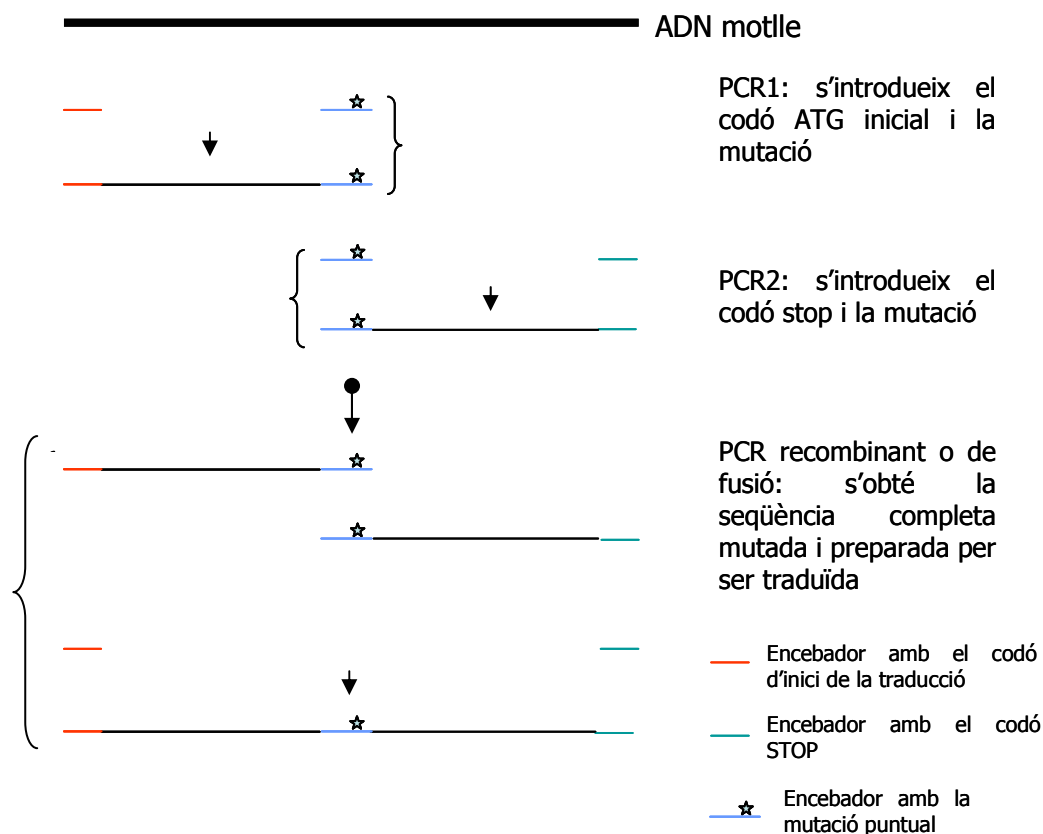 ADN motlle
PCR1: s'introdueix el
codó ATG inicial i la
mutació
PCR2: s'introdueix el
codó stop i la mutació
PCR recombinant o de
fusió: s'obté la
seqüència completa
mutada i preparada per
ser traduïda
Encebador amb el codó
d'inici de la traducció
Encebador amb el codó
STOP
Encebador amb la
mutació puntual